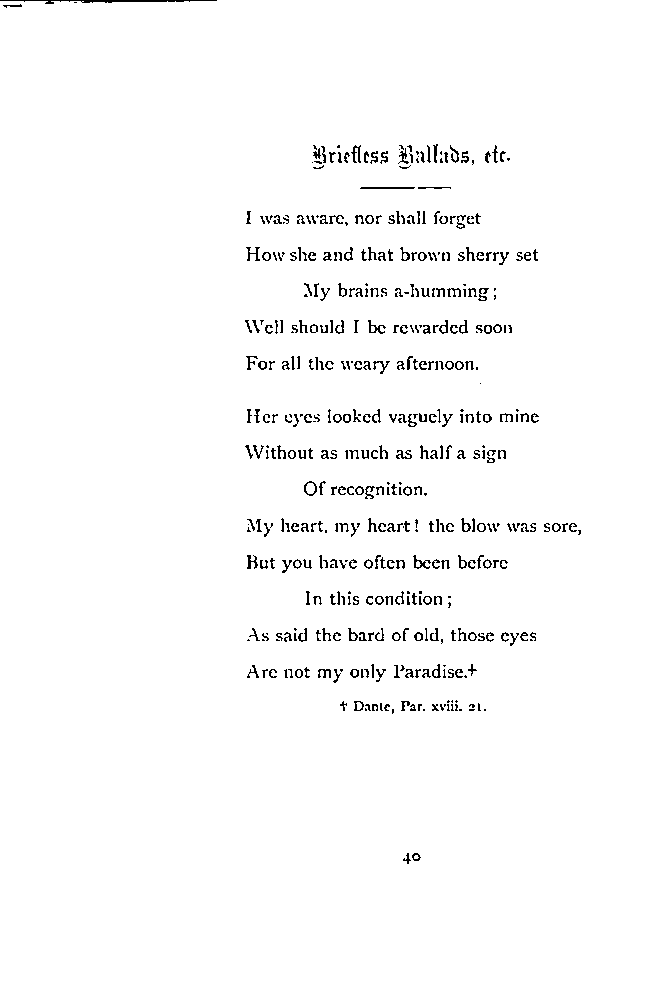 Briefless Ballads, etc.
I was aware, nor shall forget
How she and that brown sherry set
My brains a-humming;
Well should I be rewarded soon
For all the weary afternoon.
Her eyes looked vaguely into mine
Without as much as half a sign
Of recognition.
My heart, my heart! the blow was sore,
But you have often been before
In this condition;
As said the bard of old, those eyes
Are not my only Paradise.†
† Dante, Par. xviii. 21.
40